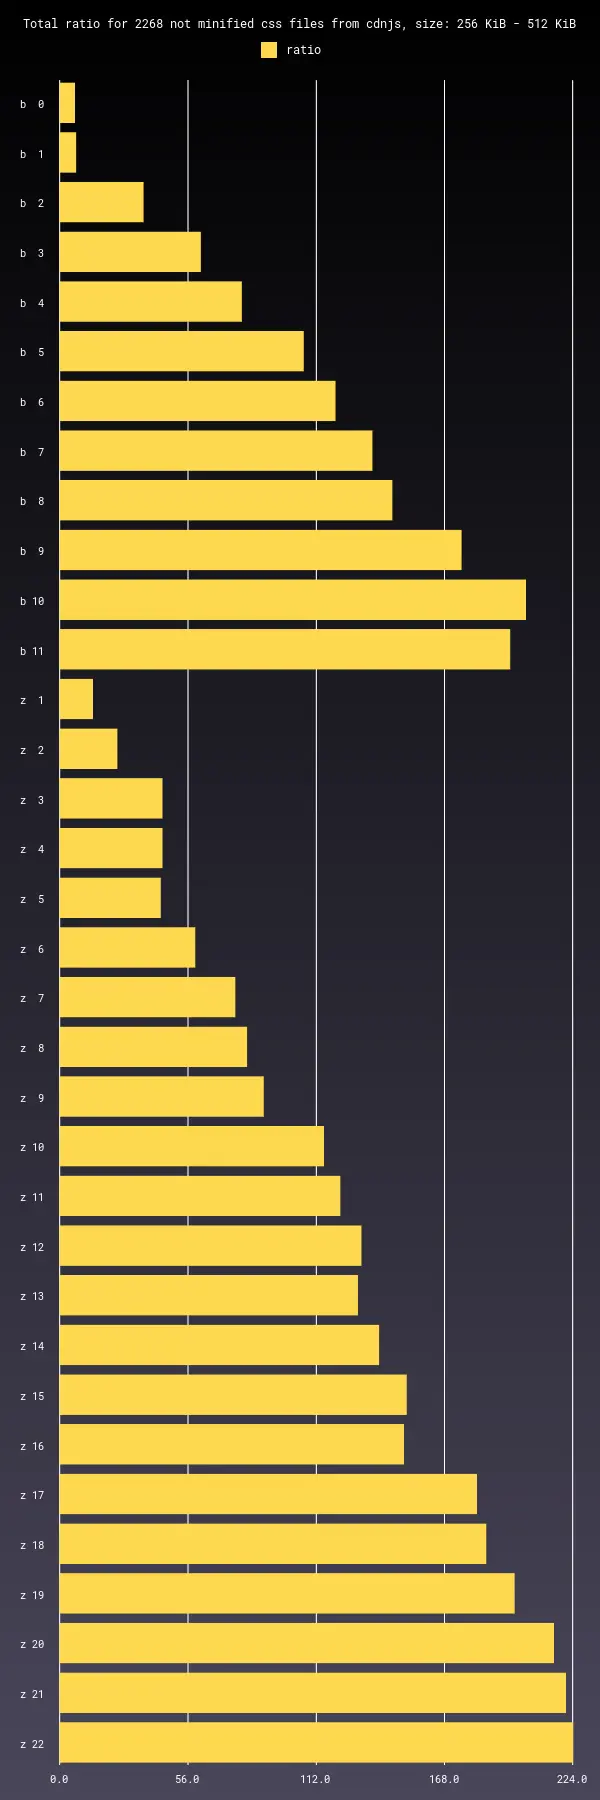 Total ratio for 2268 not minified css files from cdnjs, size: 256 KiB - 512 KiB
ratio
b 0
b 1
b 2
b 3
b 4
b 5
b 6
b 7
b 8
b 9
b 10
b 11
z 1
z 2
z 3
z 4
z 5
z 6
z 7
z 8
z 9
z 10
z 11
z 12
z 13
z 14
z 15
z 16
z 17
z 18
z 19
z 20
z 21
z 22
0.0 56.0 112.0 168.0 224.0